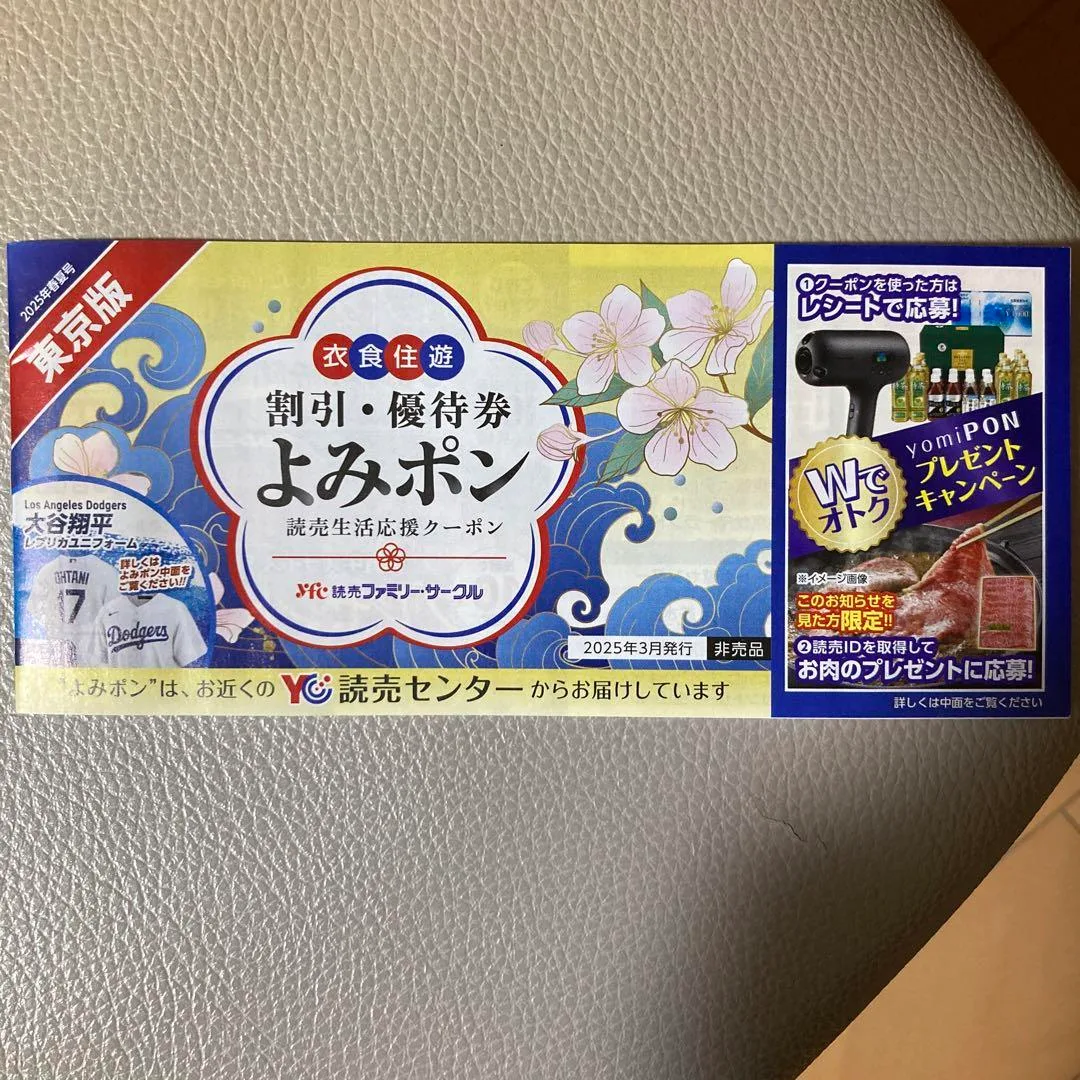 2025年春夏号
東京版
衣食住遊
割引・優待券
よみポン
読売生活応援クーポン
yfc 読売ファミリー・サークル
Los Angeles Dodgers
大谷翔平
レプリカユニフォーム
詳しくは
よみポン中面を
ご覧ください!!
OHTANI
17
Dodgers
2025年3月発行 非売品
"よみポン"は、お近くの YC 読売センターからお届けしています
①クーポンを使った方は
レシートで応募!
yomiPON
プレゼント
キャンペーン
Wで
オトク
※イメージ画像
このお知らせを
見た方限定!!
②読売IDを取得して
お肉のプレゼントに応募!
詳しくは中面をご覧ください